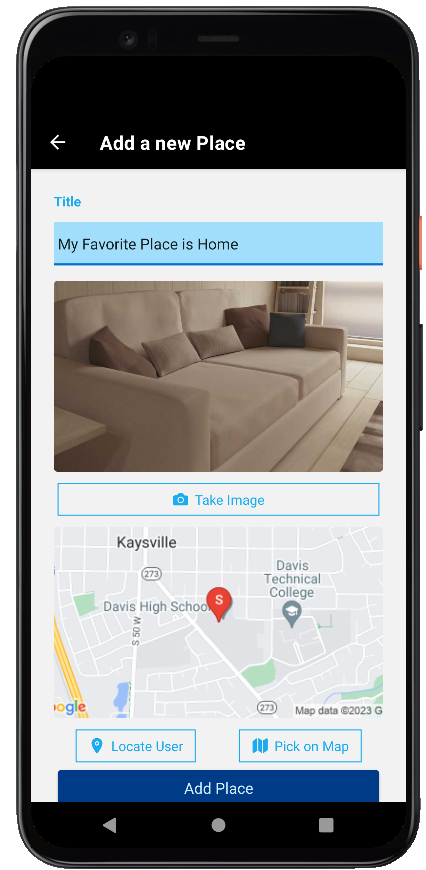 Add a new Place
Title
My Favorite Place is Home
Take Image
Kaysville
273
Davis
Technical
College
S
Davis High School
S 50 W
273
ogle
Map data ©2023 G
Locate User
Pick on Map
Add Place